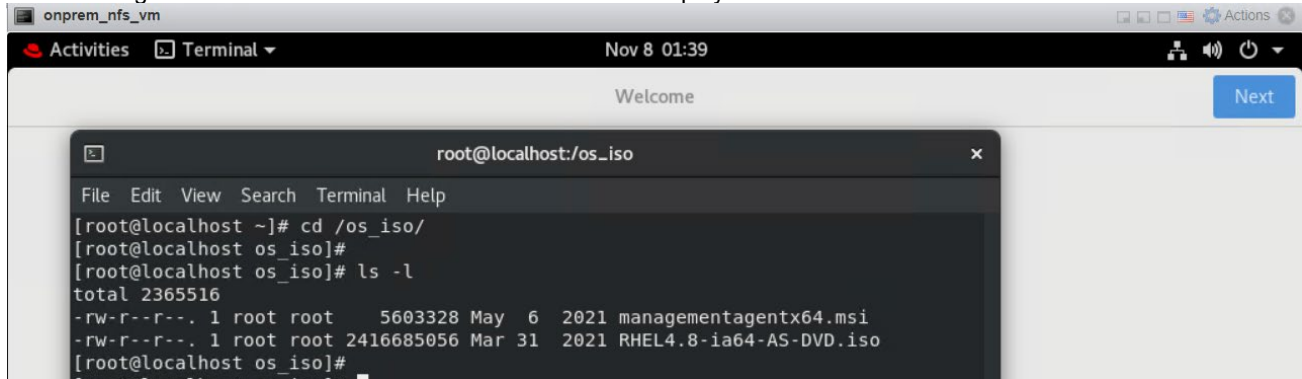 onprem_nfs_vm Actions
Activities Terminal Nov 8 01:39
Welcome Next
root@localhost:/os_iso
File Edit View Search Terminal Help
[root@localhost ~]# cd /os_iso/
[root@localhost os_iso]#
[root@localhost os_iso]# ls -l
total 2365516
-rw-r--r--. 1 root root    5603328 May  6  2021 managementagentx64.msi
-rw-r--r--. 1 root root 2416685056 Mar 31  2021 RHEL4.8-ia64-AS-DVD.iso
[root@localhost os_iso]#